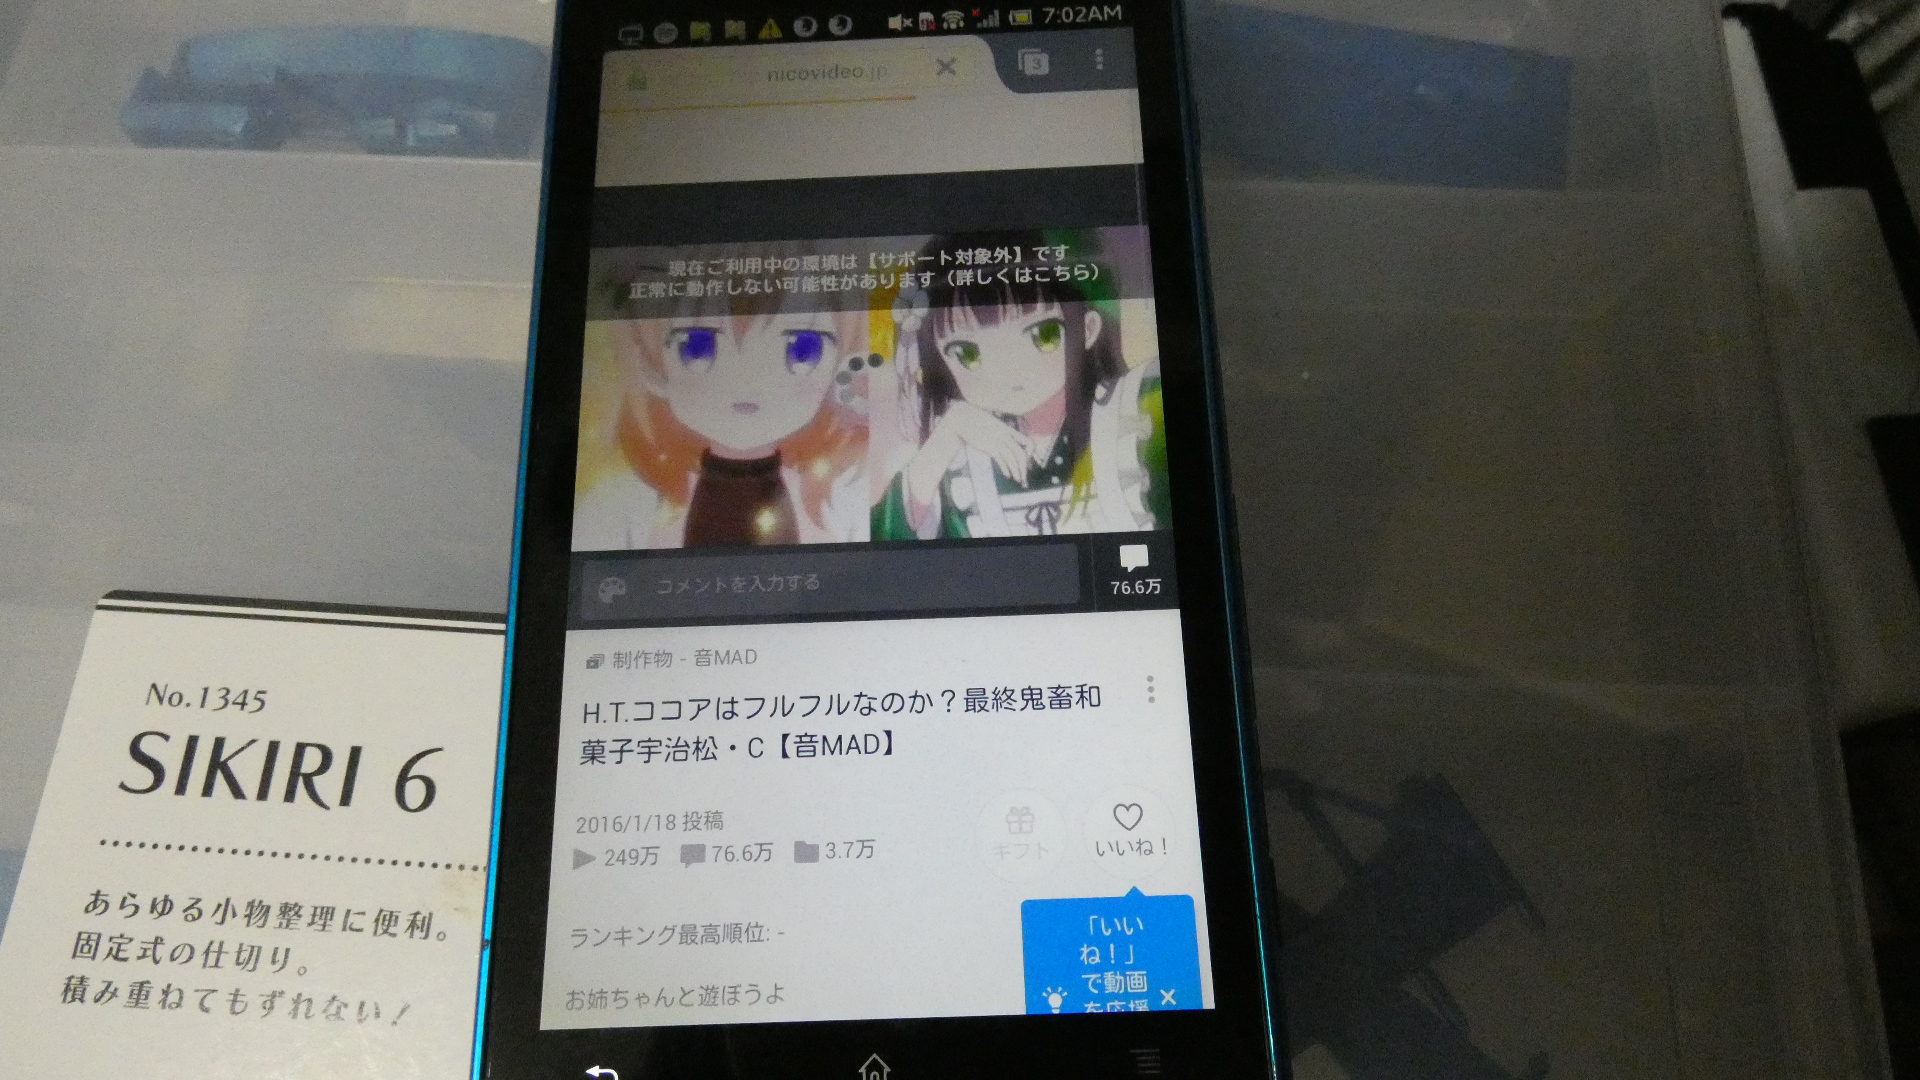 7:02AM
nicovideo.jp
3
現在ご利用中の環境は【サポート対象外】です
正常に動作しない可能性があります（詳しくはこちら）
コメントを入力する
76.6万
制作物 - 音MAD
H.T.ココアはフルフルなのか？最終鬼畜和
菓子宇治松・C【音MAD】
2016/1/18 投稿
249万 76.6万 3.7万
ギフト
いいね！
ランキング最高順位: -
お姉ちゃんと遊ぼうよ
「いい
ね！」
で動画
を応援
No.1345
SIKIRI 6
あらゆる小物整理に便利。
固定式の仕切り。
積み重ねてもずれない！